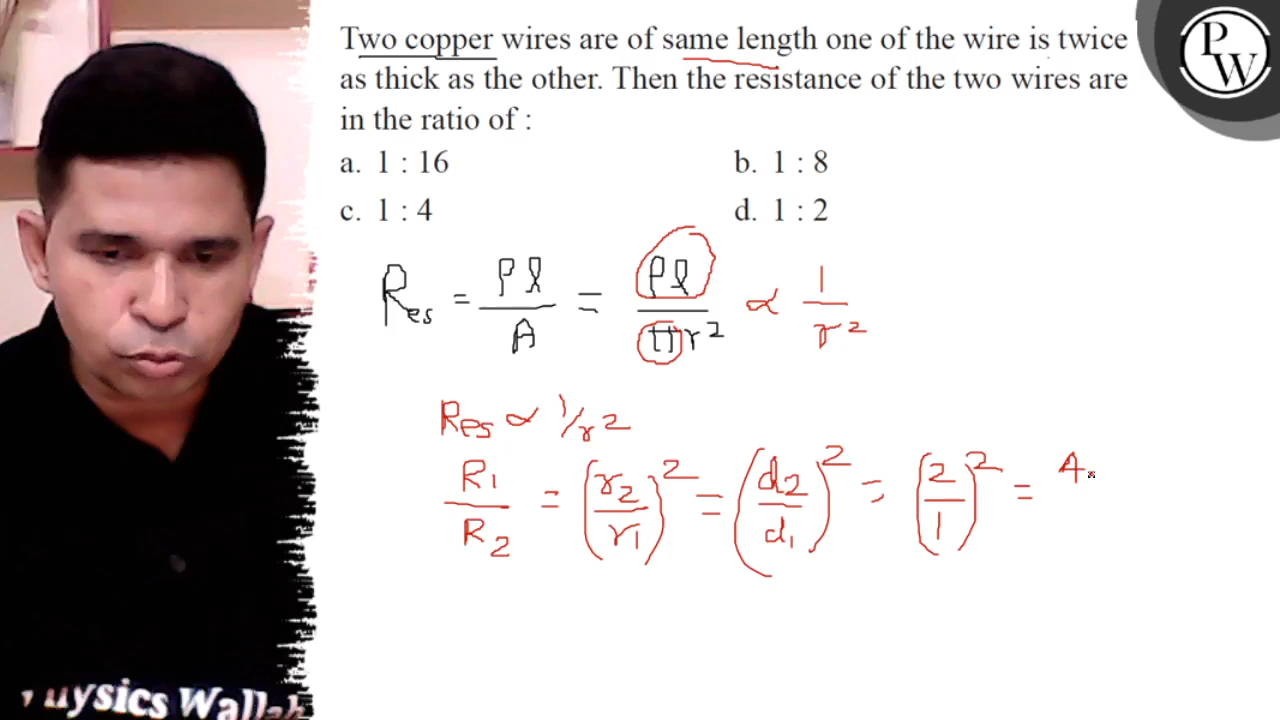 Two copper wires are of same length one of the wire is twice
as thick as the other. Then the resistance of the two wires are
in the ratio of :
a. 1 : 16 b. 1 : 8
c. 1 : 4 d. 1 : 2
PW
Res = ρl/A = ρl/πr² ∝ 1/r²
Res ∝ 1/r²
R1/R2 = (r2/r1)² = (d2/d1)² = (2/1)² = 4
Physics Wallah